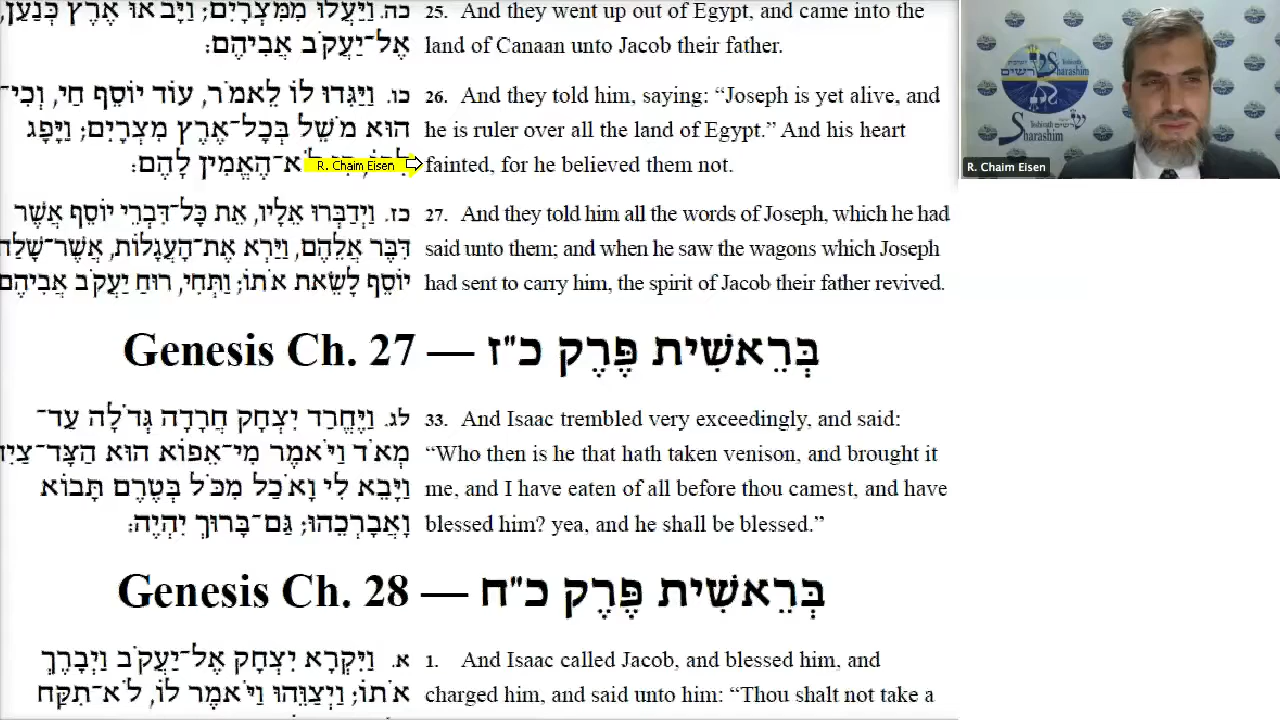 כה. וַיַּעֲלוּ מִמִּצְרָיִם; וַיָּבֹאוּ אֶרֶץ כְּנַעַן,
אֶל־יַעֲקֹב אֲבִיהֶם:
25. And they went up out of Egypt, and came into the
land of Canaan unto Jacob their father.
כו. וַיַּגִּדוּ לוֹ לֵאמֹר, עוֹד יוֹסֵף חַי, וְכִי־
הוּא מֹשֵׁל בְּכָל־אֶרֶץ מִצְרָיִם; וַיָּפָג
לֹא־הֶאֱמִין לָהֶם:
26. And they told him, saying: “Joseph is yet alive, and
he is ruler over all the land of Egypt.” And his heart
fainted, for he believed them not.
R. Chaim Eisen
כז. וַיְדַבְּרוּ אֵלָיו, אֵת כָּל־דִּבְרֵי יוֹסֵף אֲשֶׁר
דִּבֶּר אֲלֵהֶם, וַיַּרְא אֶת־הָעֲגָלוֹת, אֲשֶׁר־שָׁלַח
יוֹסֵף לָשֵׂאת אֹתוֹ; וַתְּחִי, רוּחַ יַעֲקֹב אֲבִיהֶם
27. And they told him all the words of Joseph, which he had
said unto them; and when he saw the wagons which Joseph
had sent to carry him, the spirit of Jacob their father revived.
Genesis Ch. 27 — בְּרֵאשִׁית פֶּרֶק כ"ז
לג. וַיֶּחֱרַד יִצְחָק חֲרָדָה גְּדֹלָה עַד־
מְאֹד וַיֹּאמֶר מִי־אֵפוֹא הוּא הַצָּד־צַיִד
וַיָּבֵא לִי וָאֹכַל מִכֹּל בְּטֶרֶם תָּבוֹא
וָאֲבָרְכֵהוּ; גַּם־בָּרוּךְ יִהְיֶה:
33. And Isaac trembled very exceedingly, and said:
“Who then is he that hath taken venison, and brought it
me, and I have eaten of all before thou camest, and have
blessed him? yea, and he shall be blessed.”
Genesis Ch. 28 — בְּרֵאשִׁית פֶּרֶק כ"ח
א. וַיִּקְרָא יִצְחָק אֶל־יַעֲקֹב וַיְבָרֶךְ
אֹתוֹ; וַיְצַוֵּהוּ וַיֹּאמֶר לוֹ, לֹא־תִקַּח
1. And Isaac called Jacob, and blessed him, and
charged him, and said unto him: “Thou shalt not take a
שרשים
Sharashim
Yeshivath
Sharashim
R. Chaim Eisen